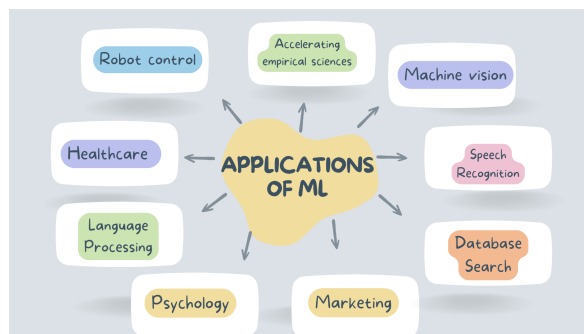 Accelerating
empirical sciences
Robot control
Machine vision
Healthcare
APPLICATIONS
OF ML
Speech
Recognition
Language
Processing
Database
Search
Psychology
Marketing